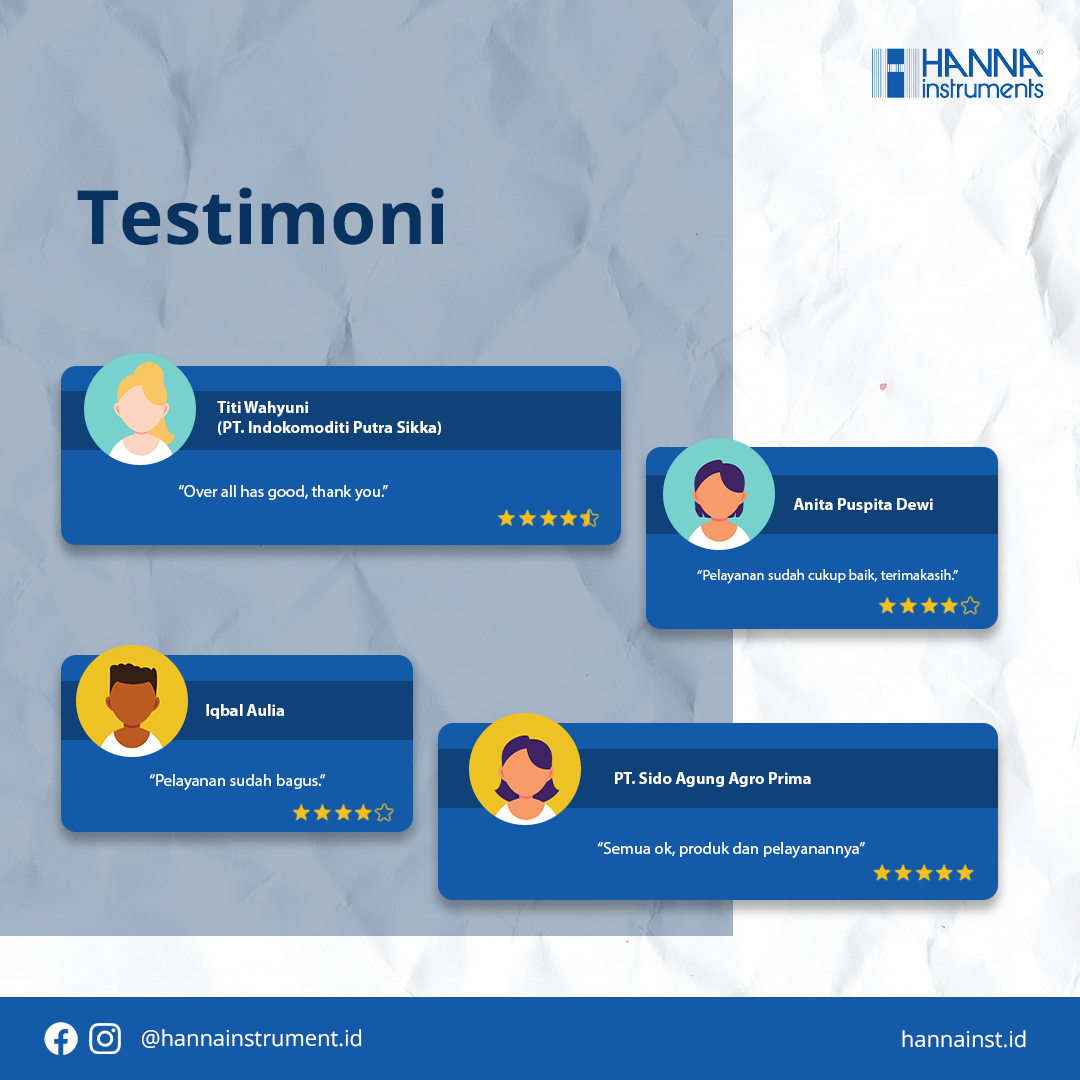 HANNA
instruments
Testimoni
Titi Wahyuni
(PT. Indokomoditi Putra Sikka)
“Over all has good, thank you.”
Anita Puspita Dewi
“Pelayanan sudah cukup baik, terimakasih.”
Iqbal Aulia
“Pelayanan sudah bagus.“
PT. Sido Agung Agro Prima
“Semua ok, produk dan pelayanannya”
@hannainstrument.id
hannainst.id